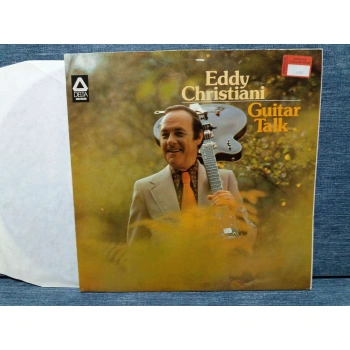 DELTA
Eddy
Christiani
Guitar
Talk